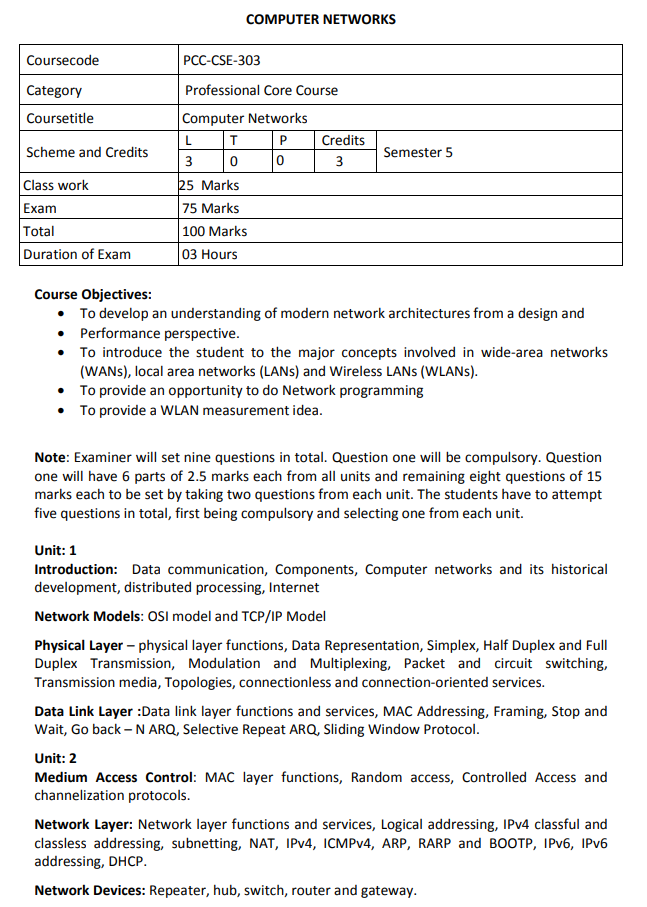 COMPUTER NETWORKS
Coursecode PCC-CSE-303
Category Professional Core Course
Coursetitle Computer Networks
Scheme and Credits L T P Credits Semester 5
3 0 0 3
Class work 25 Marks
Exam 75 Marks
Total 100 Marks
Duration of Exam 03 Hours
Course Objectives:
• To develop an understanding of modern network architectures from a design and
• Performance perspective.
• To introduce the student to the major concepts involved in wide-area networks
(WANs), local area networks (LANs) and Wireless LANs (WLANs).
• To provide an opportunity to do Network programming
• To provide a WLAN measurement idea.
Note: Examiner will set nine questions in total. Question one will be compulsory. Question
one will have 6 parts of 2.5 marks each from all units and remaining eight questions of 15
marks each to be set by taking two questions from each unit. The students have to attempt
five questions in total, first being compulsory and selecting one from each unit.
Unit: 1
Introduction: Data communication, Components, Computer networks and its historical
development, distributed processing, Internet
Network Models: OSI model and TCP/IP Model
Physical Layer – physical layer functions, Data Representation, Simplex, Half Duplex and Full
Duplex Transmission, Modulation and Multiplexing, Packet and circuit switching,
Transmission media, Topologies, connectionless and connection-oriented services.
Data Link Layer :Data link layer functions and services, MAC Addressing, Framing, Stop and
Wait, Go back – N ARQ, Selective Repeat ARQ, Sliding Window Protocol.
Unit: 2
Medium Access Control: MAC layer functions, Random access, Controlled Access and
channelization protocols.
Network Layer: Network layer functions and services, Logical addressing, IPv4 classful and
classless addressing, subnetting, NAT, IPv4, ICMPv4, ARP, RARP and BOOTP, IPv6, IPv6
addressing, DHCP.
Network Devices: Repeater, hub, switch, router and gateway.